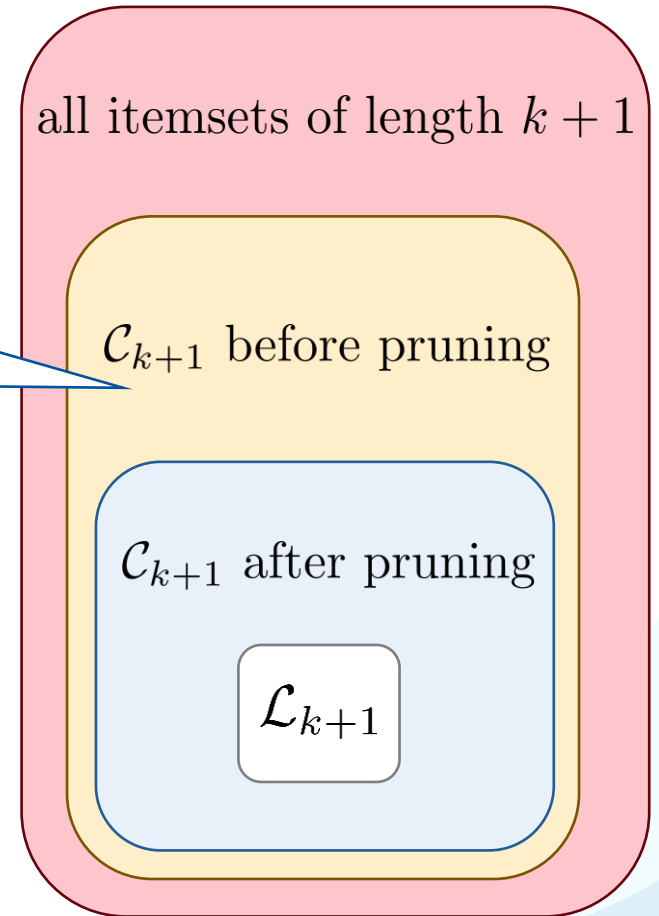 all itemsets of length k + 1
𝒞ₖ₊₁ before pruning
𝒞ₖ₊₁ after pruning
ℒₖ₊₁